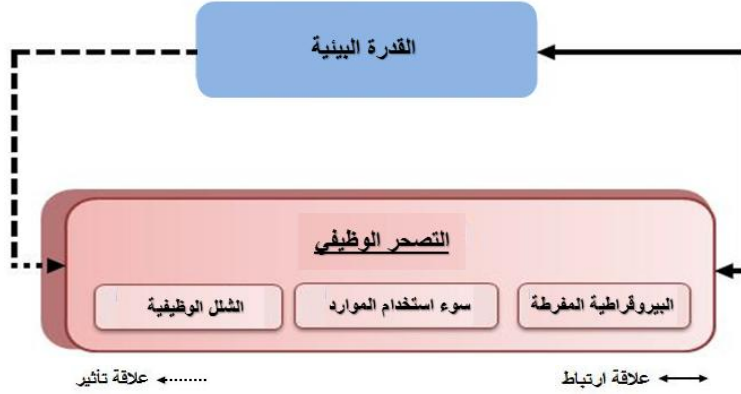 القدرة البيئية
التصحر الوظيفي
البيروقراطية المفرطة
سوء استخدام الموارد
الشلل الوظيفية
علاقة ارتباط
علاقة تأثير